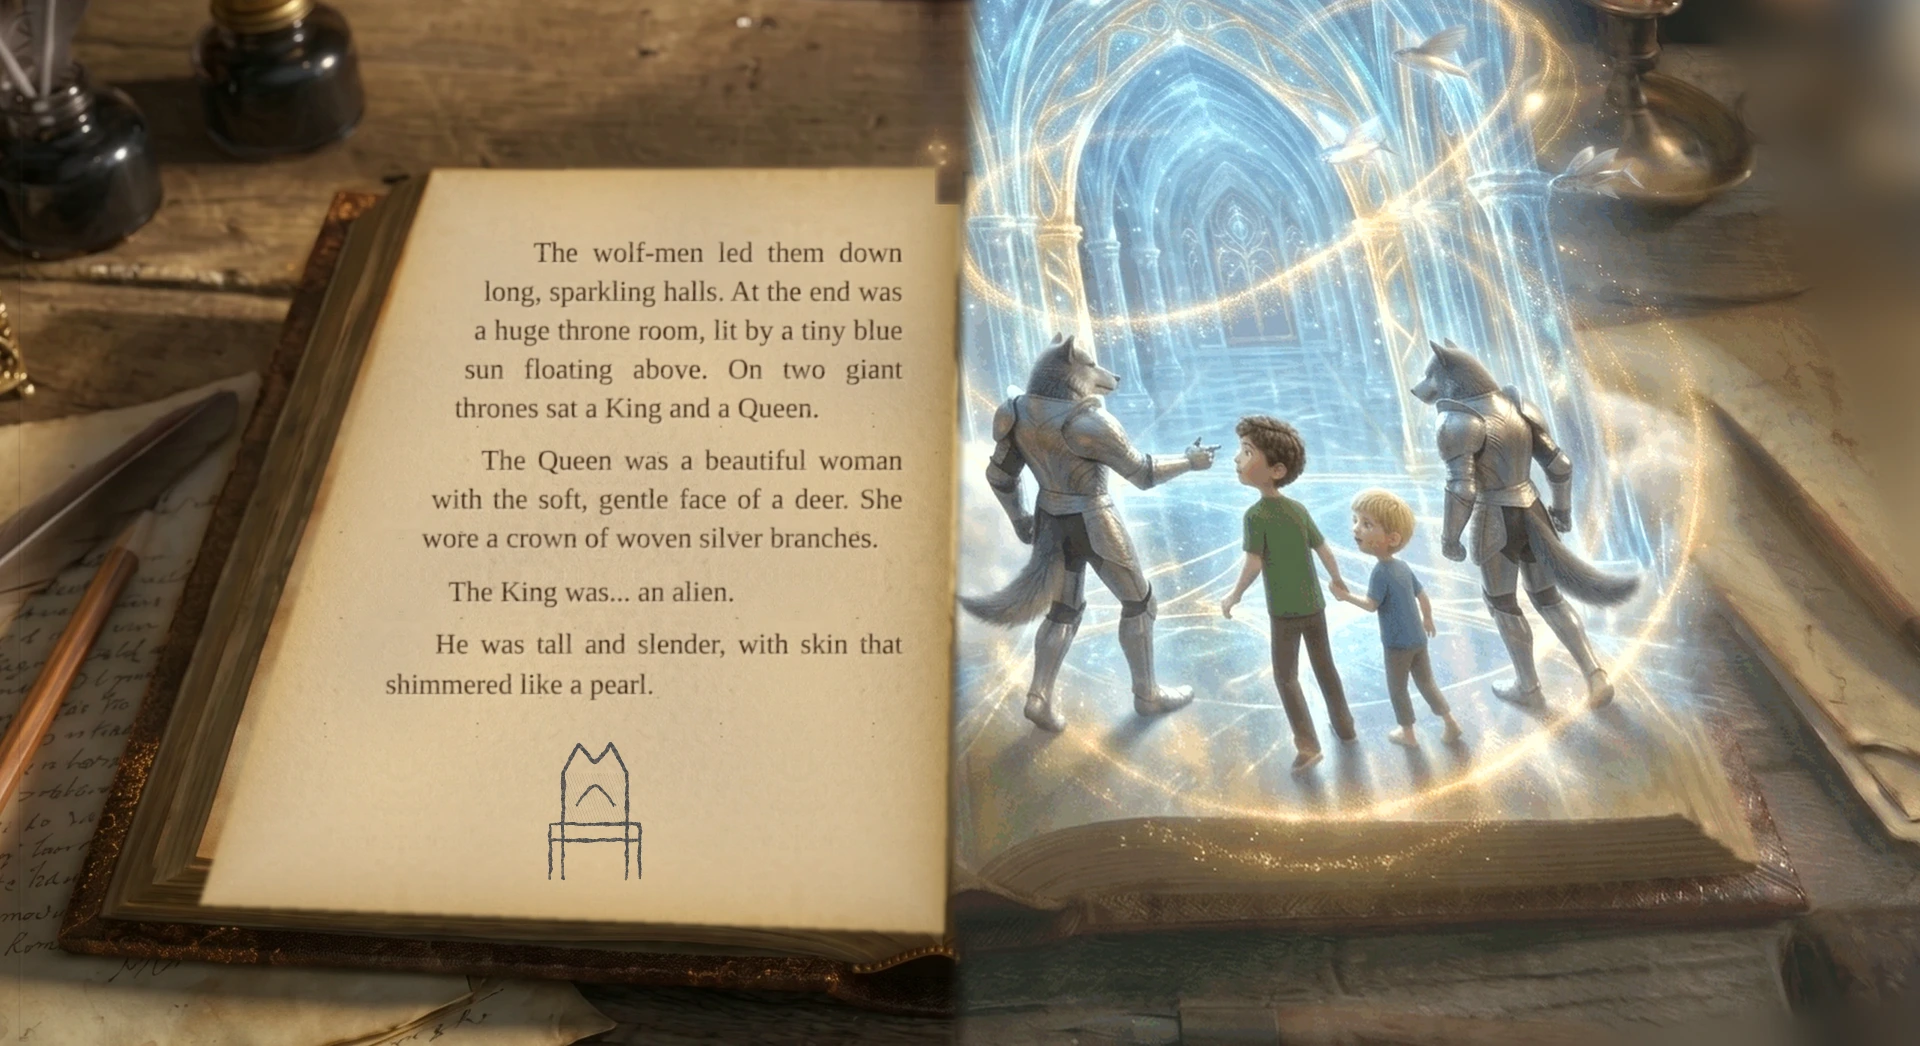 The wolf-men led them down
long, sparkling halls. At the end was
a huge throne room, lit by a tiny blue
sun floating above. On two giant
thrones sat a King and a Queen.
The Queen was a beautiful woman
with the soft, gentle face of a deer. She
wore a crown of woven silver branches.
The King was... an alien.
He was tall and slender, with skin that
shimmered like a pearl.